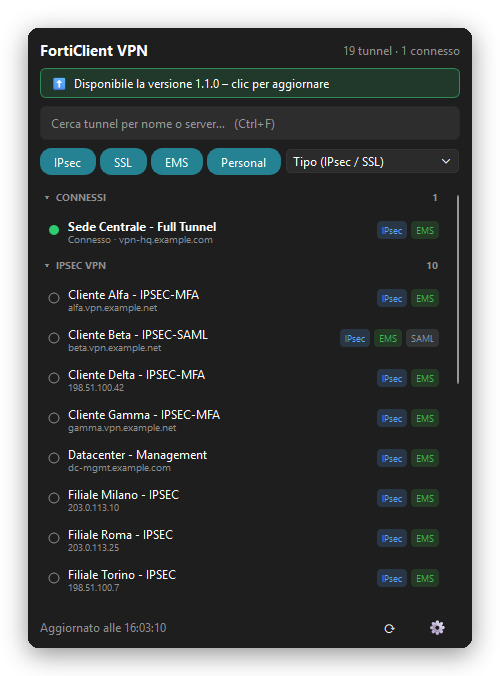 FortiClient VPN
19 tunnel · 1 connesso
Disponibile la versione 1.1.0 – clic per aggiornare
Cerca tunnel per nome o server... (Ctrl+F)
IPsec SSL EMS Personal Tipo (IPsec / SSL)
CONNESSI 1
Sede Centrale - Full Tunnel IPsec EMS
Connesso · vpn-hq.example.com
IPSEC VPN 10
Cliente Alfa - IPSEC-MFA IPsec EMS
alfa.vpn.example.net
Cliente Beta - IPSEC-SAML IPsec EMS SAML
beta.vpn.example.net
Cliente Delta - IPSEC-MFA IPsec EMS
198.51.100.42
Cliente Gamma - IPSEC-MFA IPsec EMS
gamma.vpn.example.net
Datacenter - Management IPsec EMS
dc-mgmt.example.com
Filiale Milano - IPSEC IPsec EMS
203.0.113.10
Filiale Roma - IPSEC IPsec EMS
203.0.113.25
Filiale Torino - IPSEC IPsec EMS
198.51.100.7
Aggiornato alle 16:03:10